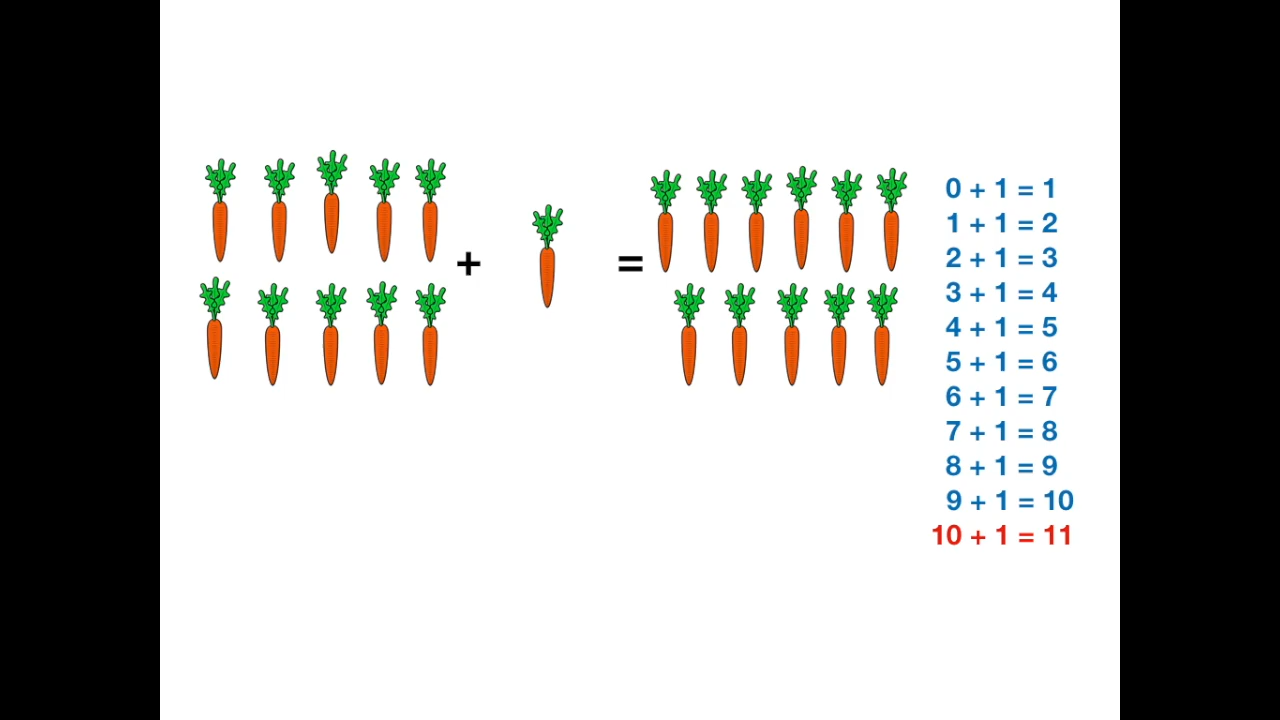 + =
0 + 1 = 1
1 + 1 = 2
2 + 1 = 3
3 + 1 = 4
4 + 1 = 5
5 + 1 = 6
6 + 1 = 7
7 + 1 = 8
8 + 1 = 9
9 + 1 = 10
10 + 1 = 11